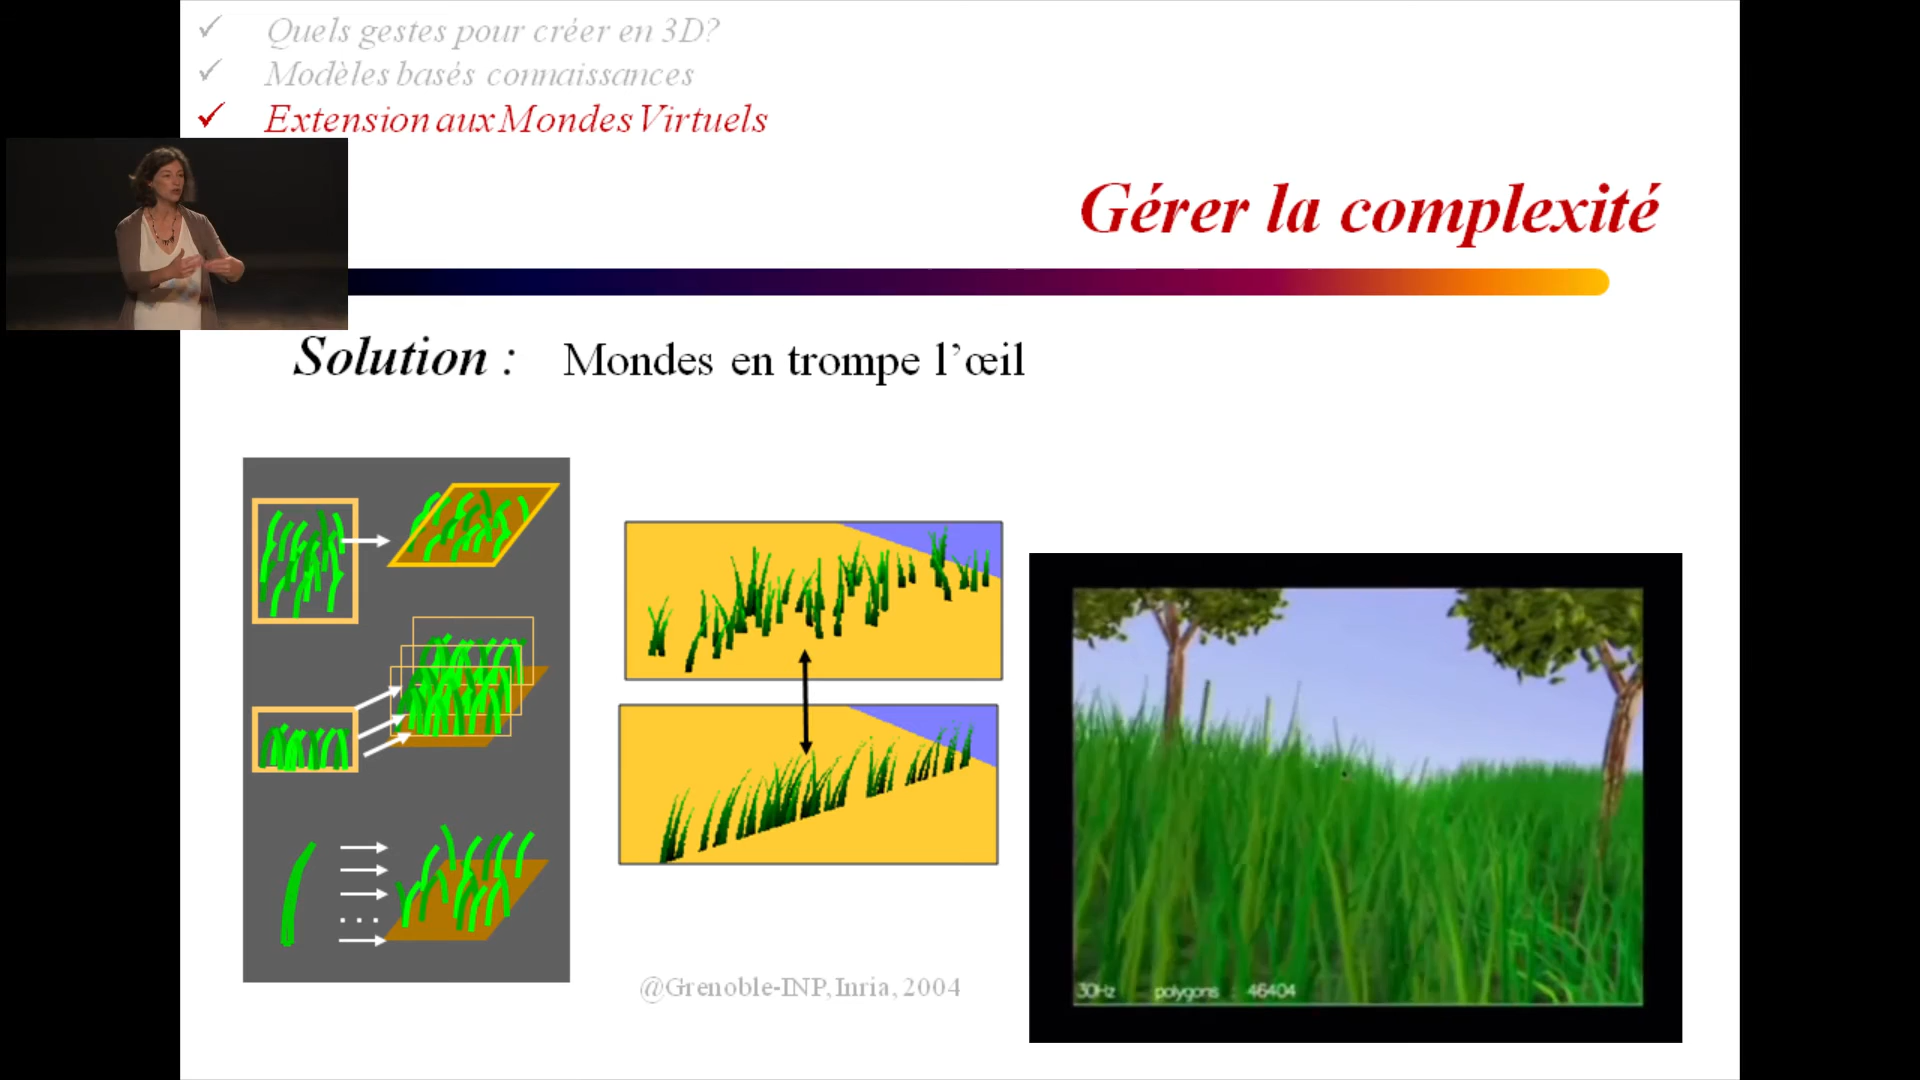 Quels gestes pour créer en 3D?
Modèles basés connaissances
Extension aux Mondes Virtuels
Gérer la complexité
Solution : Mondes en trompe l’œil
@Grenoble-INP, Inria, 2004
30Hz polygons : 46404